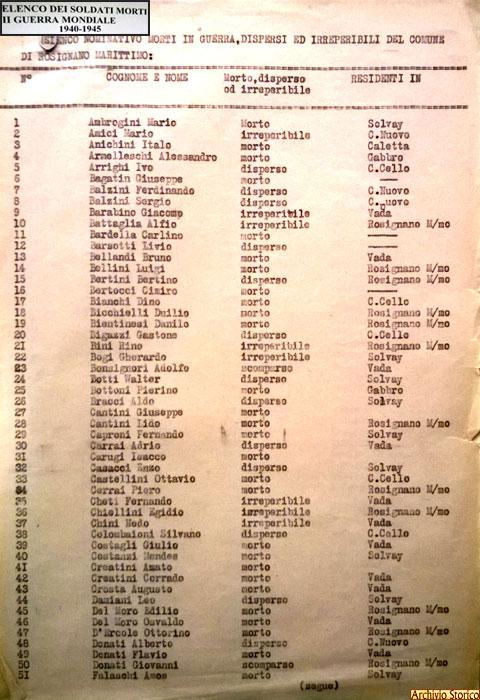 ELENCO DEI SOLDATI MORTI
II GUERRA MONDIALE
1940-1945
ELENCO NOMINATIVO MORTI IN GUERRA, DISPERSI ED IRREPERIBILI DEL COMUNE
DI ROSIGNANO MARITTIMO:
N° COGNOME E NOME Morto, disperso RESIDENTI IN
od irreperibile
1 Ambrogini Mario Morto Solvay
2 Amici Mario irreperibile C.Nuovo
3 Anichini Italo morto Caletta
4 Armelleschi Alessandro morto Gabbro
5 Arrighi Ivo disperso C.Cello
6 Bagatin Giuseppe morto ——
7 Balzini Ferdinando disperso C.Nuovo
8 Balzini Sergio disperso C.Nuovo
9 Barabino Giacomp irreperibile Vada
10 Battaglia Alfio irreperibile Rosignano M/mo
11 Bardella Carlino morto ——
12 Barsotti Livio disperso ——
13 Bellandi Bruno morto Vada
14 Bellini Luigi morto Rosignano M/mo
15 Bertini Bertino disperso Rosignano M/mo
16 Bertocci Cimiro morto ——
17 Bianchi Dino morto C.Cello
18 Bicchielli Duilio morto Rosignano M/mo
19 Bientinesi Danilo morto Rosignano M/mo
20 Bigazzi Gastone disperso C.Cello
21 Bini Rino irreperibile Rosignano M/mo
22 Bogi Gherardo irreperibile Solvay
23 Bonsignori Adolfo scomparso Vada
24 Botti Walter disperso Solvay
25 Bottoni Pierino morto Gabbro
26 Bracci Aldo disperso Solvay
27 Cantini Giuseppe morto
28 Cantini Lido morto Rosignano M/mo
29 Caproni Fernando morto Solvay
30 Carrai Adrio disperso Vada
31 Carugi Isacco morto
32 Casacci Enzo disperso Solvay
33 Castellini Ottavio morto C.Cello
34 Cerrai Piero morto Rosignano M/mo
35 Cheti Fernando irreperibile Vada
36 Chiellini Egidio irreperibile Rosignano M/mo
37 Chini Nedo irreperibile Vada
38 Colombaioni Silvano disperso C.Cello
39 Costagli Giulio morto Vada
40 Costanzi Mendes morto Solvay
41 Creatini Amato morto
42 Creatini Corrado morto Vada
43 Crosta Augusto morto Vada
44 Damiani Leo disperso Solvay
45 Del Moro Edilio morto Rosignano M/mo
46 Del Moro Osvaldo morto Vada
47 D'Ercole Ottorino morto Rosignano M/mo
48 Donati Alberto disperso C.Nuovo
49 Donati Flavio morto Vada
50 Donati Giovanni scomparso Rosignano M/mo
51 Falaschi Amos morto Solvay
(segue)
Archivio Storico